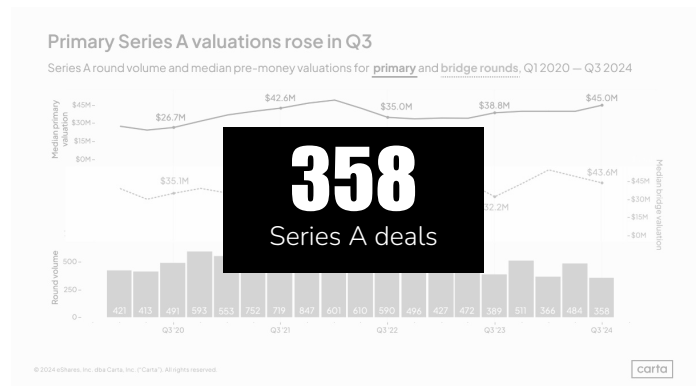 Primary Series A valuations rose in Q3
Series A round volume and median pre-money valuations for primary and bridge rounds, Q1 2020 — Q3 2024
Median primary
valuation
$45M
$30M
$15M
$0M
$26.7M
$42.6M
$35.0M
$38.8M
$45.0M
358
Series A deals
$35.1M
32.2M
$43.6M
$45M
$30M
$15M
$0M
Median bridge valuation
Round volume
500
250
0
421 413 491 593 553 752 719 847 601 610 590 496 427 472 389 511 366 484 358
Q3 '20 Q3 '21 Q3 '22 Q3 '23 Q3 '24
© 2024 eShares, Inc. dba Carta, Inc. ("Carta"). All rights reserved.
carta